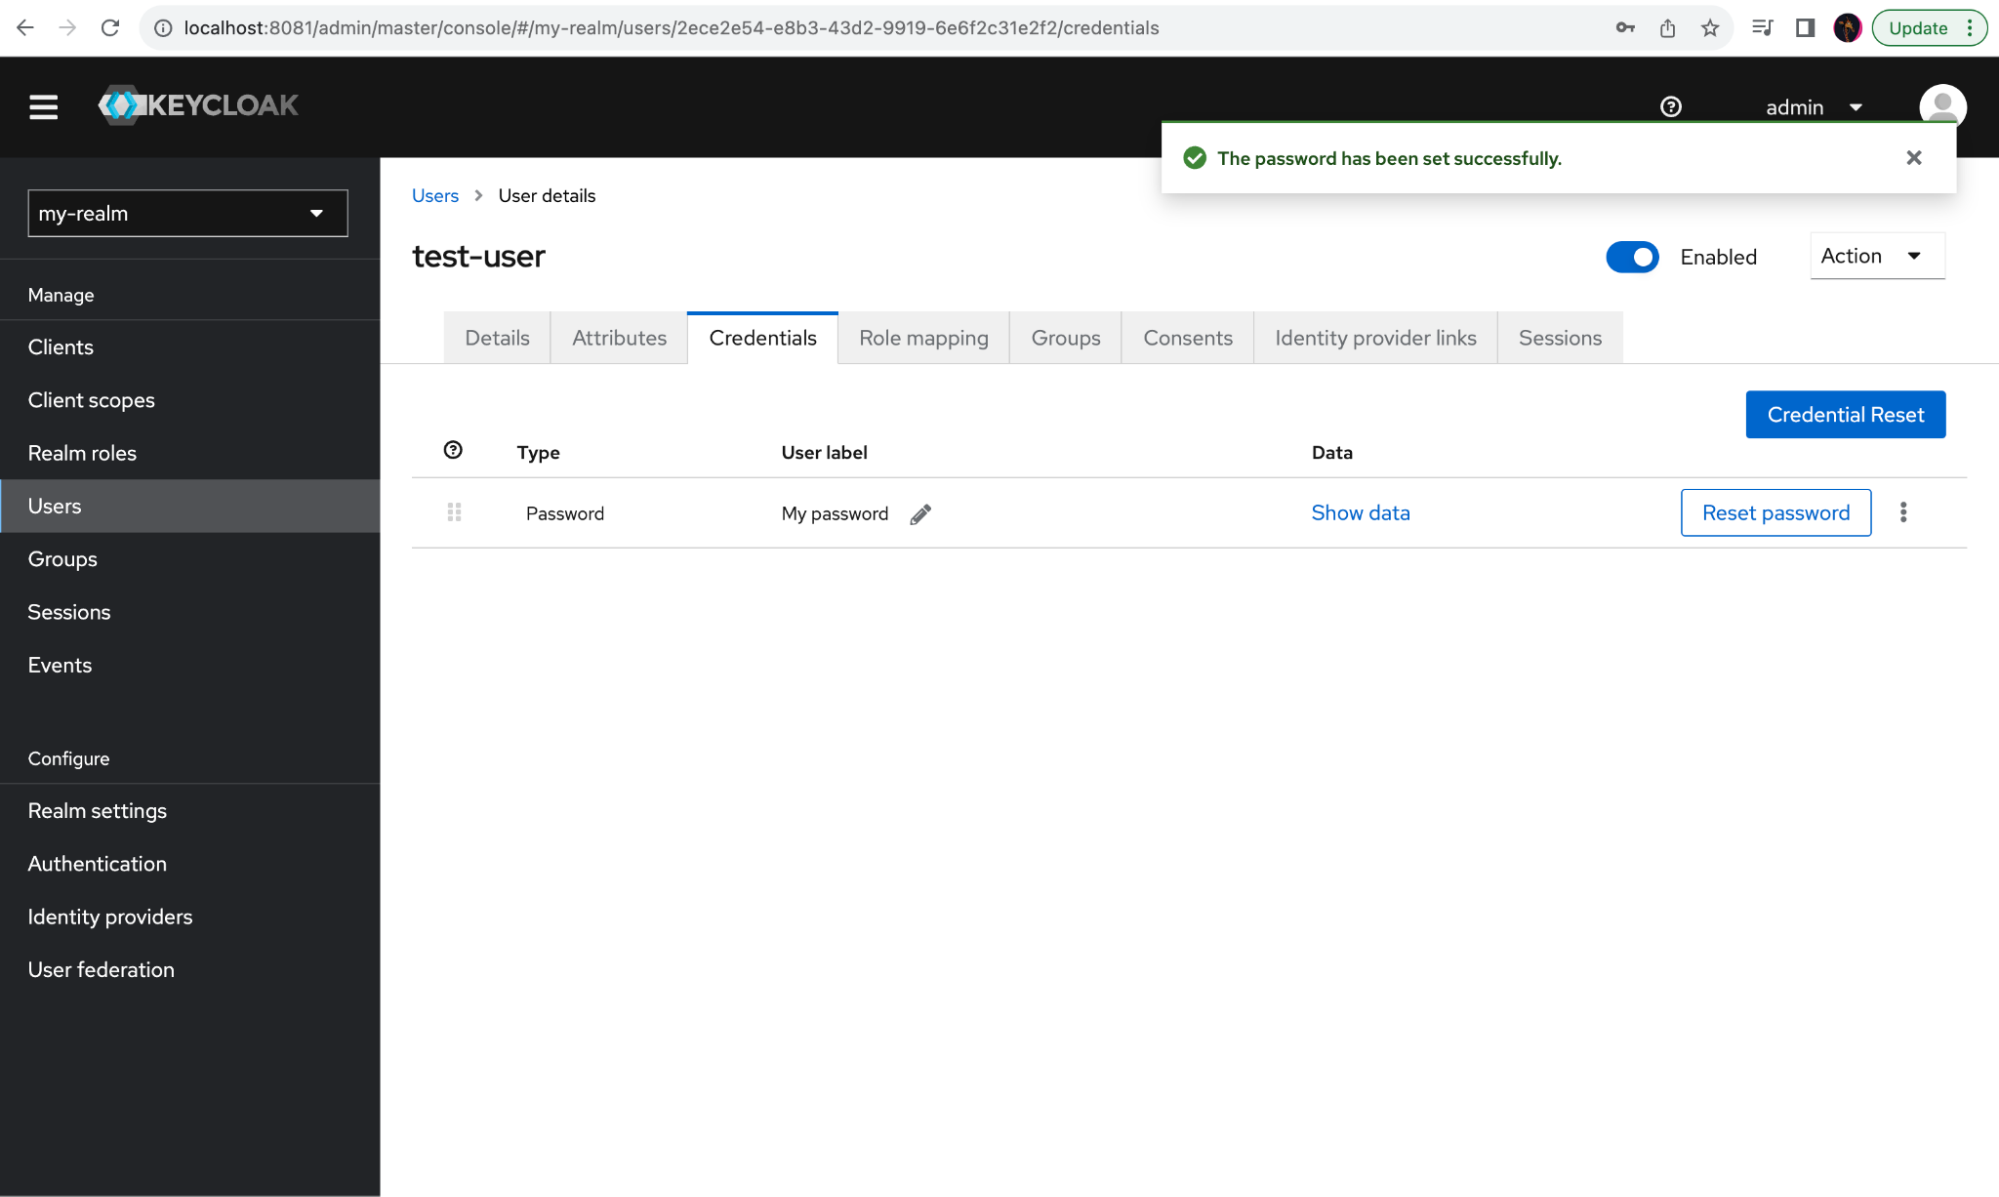 localhost:8081/admin/master/console/#/my-realm/users/2ece2e54-e8b3-43d2-9919-6e6f2c31e2f2/credentials
Update
KEYCLOAK
admin
The password has been set successfully.
my-realm
Manage
Clients
Client scopes
Realm roles
Users
Groups
Sessions
Events
Configure
Realm settings
Authentication
Identity providers
User federation
Users > User details
test-user
Enabled
Action
Details Attributes Credentials Role mapping Groups Consents Identity provider links Sessions
Credential Reset
Type User label Data
Password My password Show data Reset password